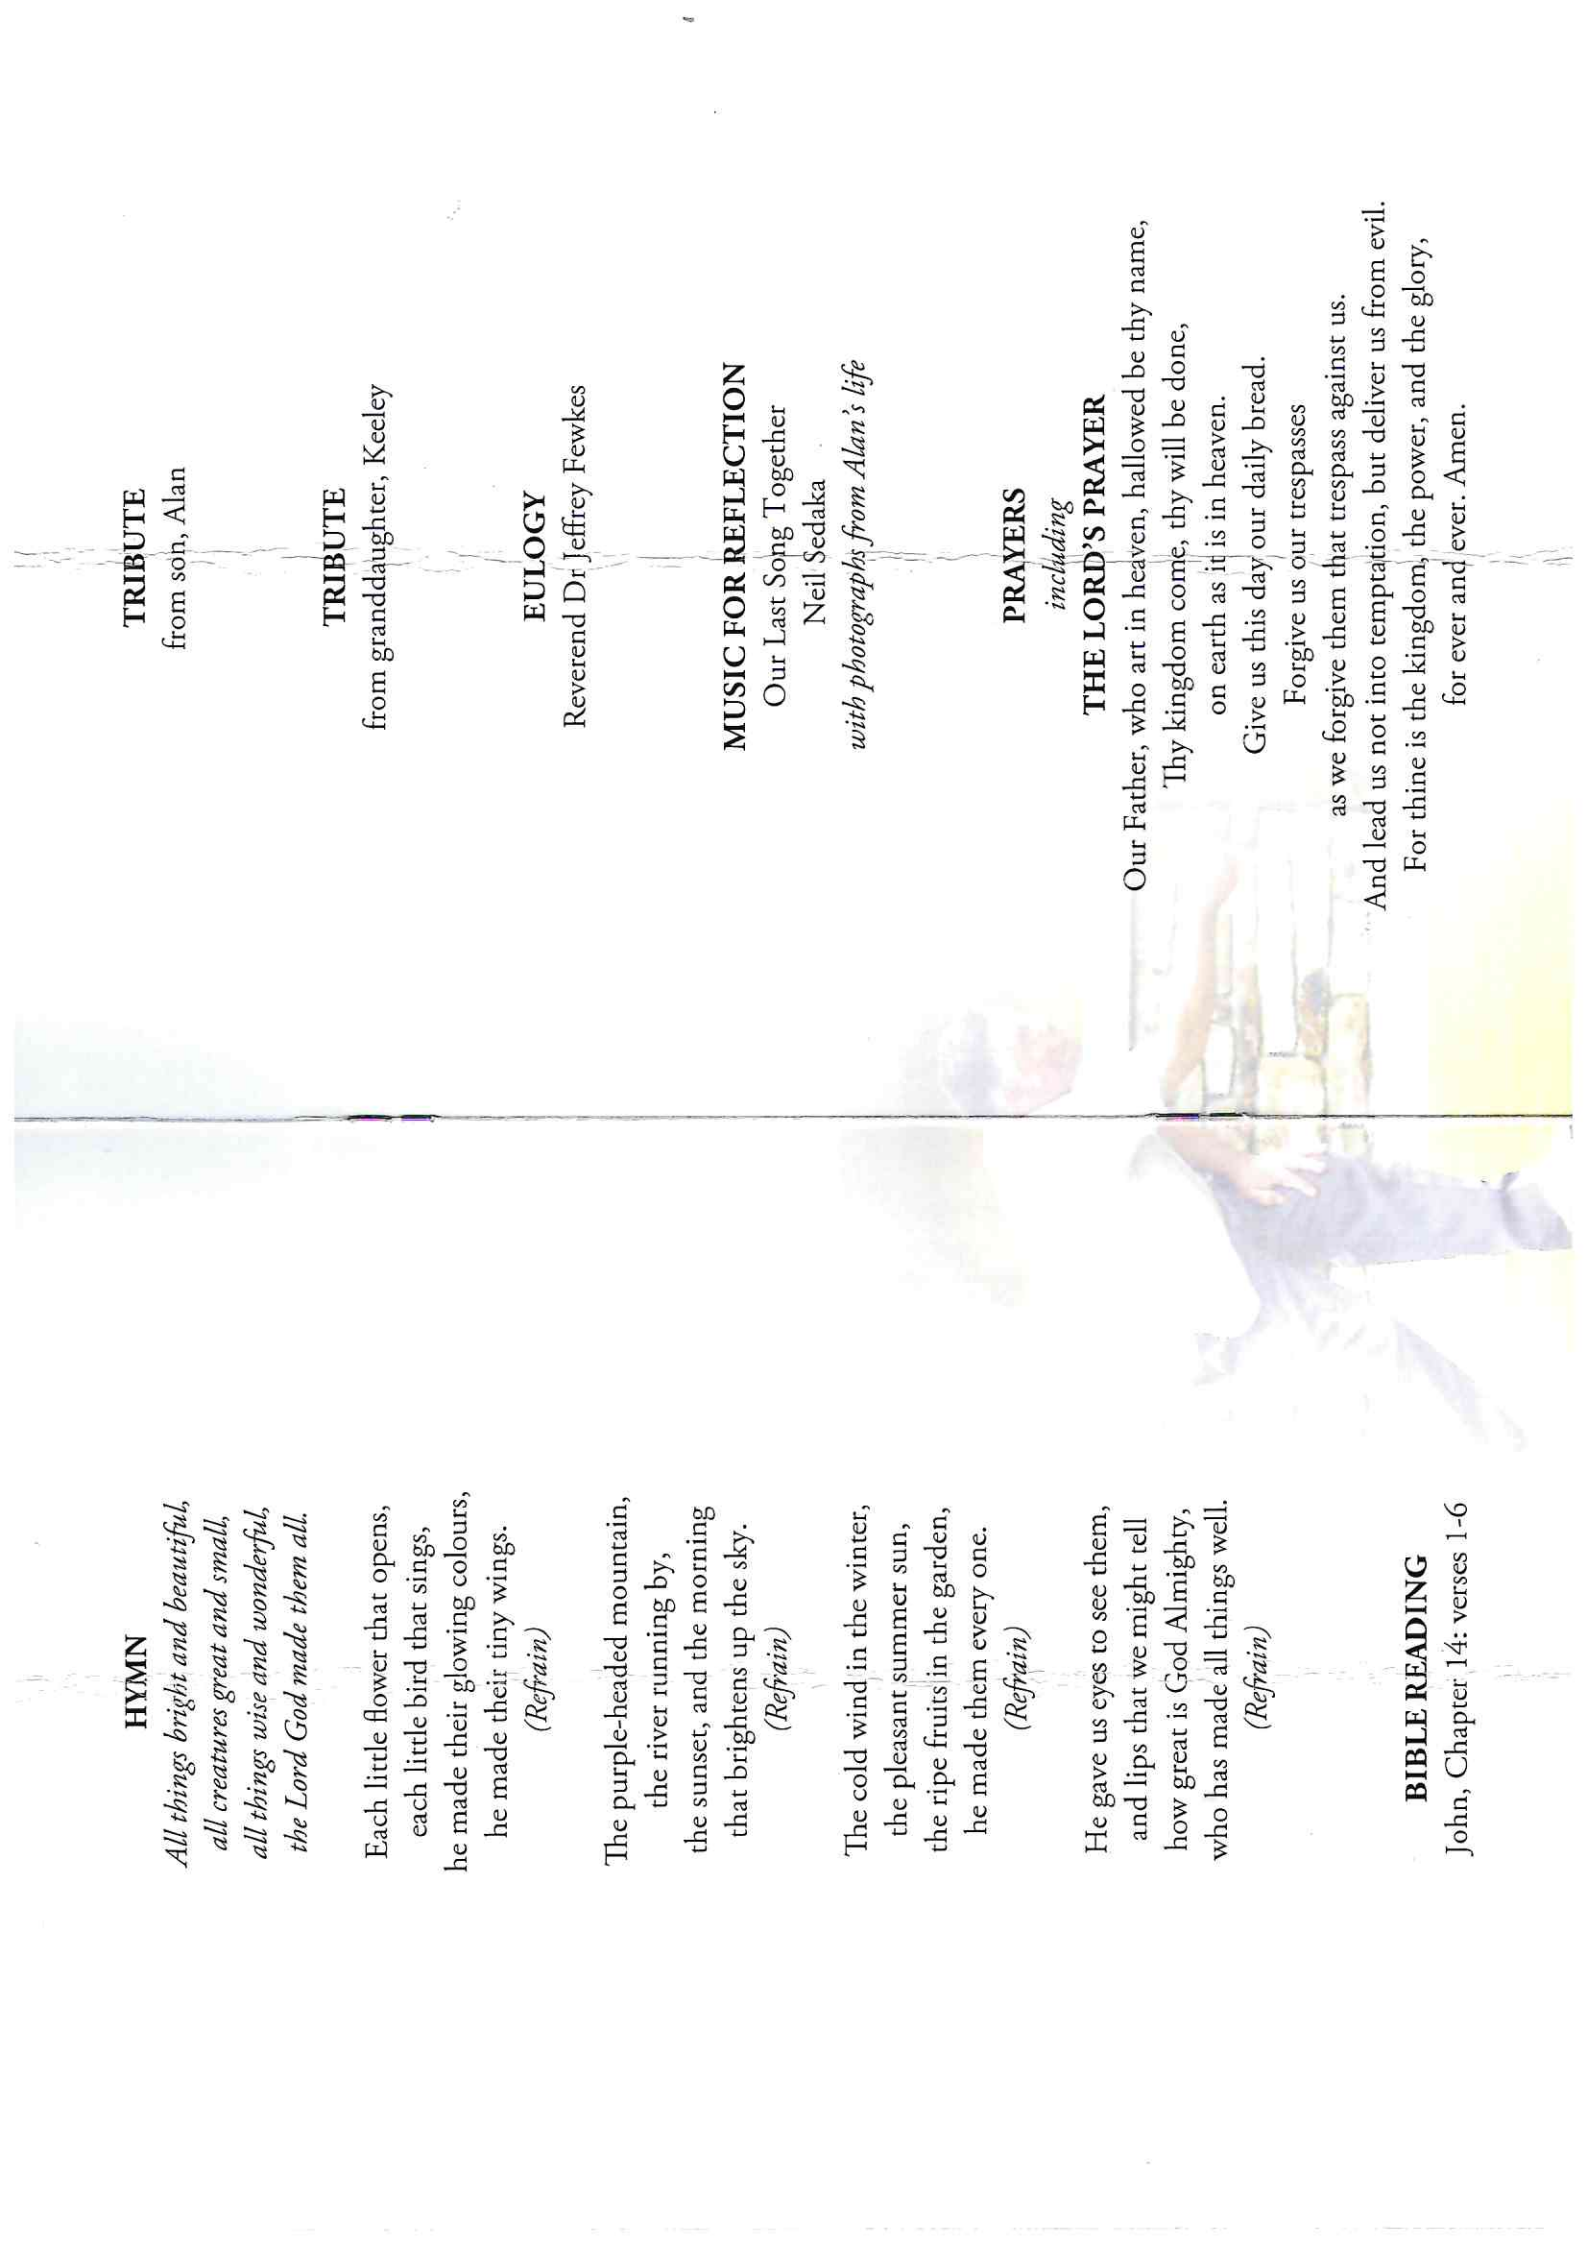 HYMN
All things bright and beautiful,
all creatures great and small,
all things wise and wonderful,
the Lord God made them all.
Each little flower that opens,
each little bird that sings,
he made their glowing colours,
he made their tiny wings.
(Refrain)
The purple-headed mountain,
the river running by,
the sunset, and the morning
that brightens up the sky.
(Refrain)
The cold wind in the winter,
the pleasant summer sun,
the ripe fruits in the garden,
he made them every one.
(Refrain)
He gave us eyes to see them,
and lips that we might tell
how great is God Almighty,
who has made all things well.
(Refrain)
BIBLE READING
John, Chapter 14: verses 1-6
TRIBUTE
from son, Alan
TRIBUTE
from granddaughter, Keeley
EULOGY
Reverend Dr Jeffrey Fewkes
MUSIC FOR REFLECTION
Our Last Song Together
Neil Sedaka
with photographs from Alan's life
PRAYERS
including
THE LORD'S PRAYER
Our Father, who art in heaven, hallowed be thy name,
Thy kingdom come, thy will be done,
on earth as it is in heaven.
Give us this day our daily bread.
Forgive us our trespasses
as we forgive them that trespass against us.
And lead us not into temptation, but deliver us from evil.
For thine is the kingdom, the power, and the glory,
for ever and ever. Amen.